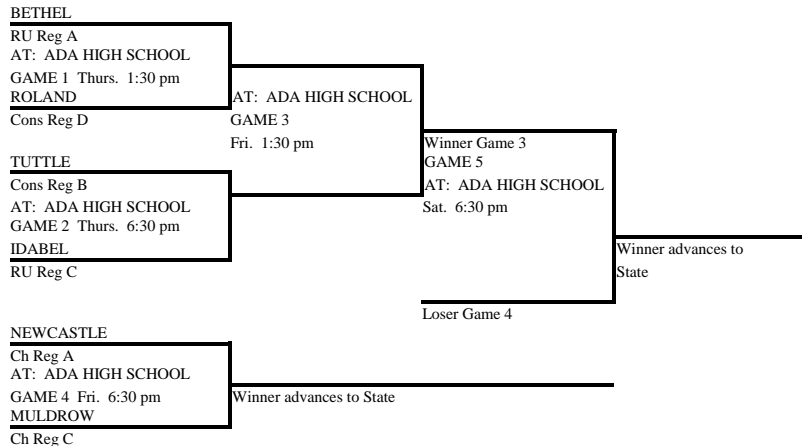 BETHEL
RU Reg A
AT: ADA HIGH SCHOOL
GAME 1 Thurs. 1:30 pm
ROLAND
Cons Reg D
AT: ADA HIGH SCHOOL
GAME 3
Fri. 1:30 pm
TUTTLE
Cons Reg B
AT: ADA HIGH SCHOOL
GAME 2 Thurs. 6:30 pm
IDABEL
RU Reg C
Winner Game 3
GAME 5
AT: ADA HIGH SCHOOL
Sat. 6:30 pm
Winner advances to
State
Loser Game 4
NEWCASTLE
Ch Reg A
AT: ADA HIGH SCHOOL
GAME 4 Fri. 6:30 pm
MULDROW
Ch Reg C
Winner advances to State